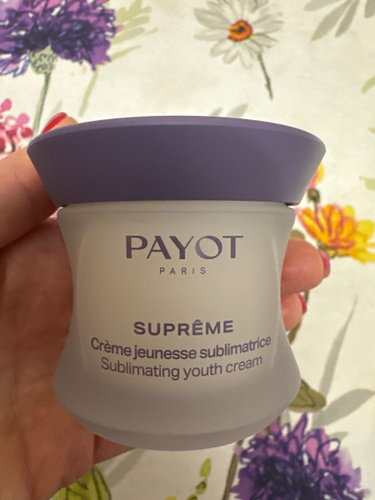 PAYOT
PARIS
SUPRÊME
Crème jeunesse sublimatrice
Sublimating youth cream